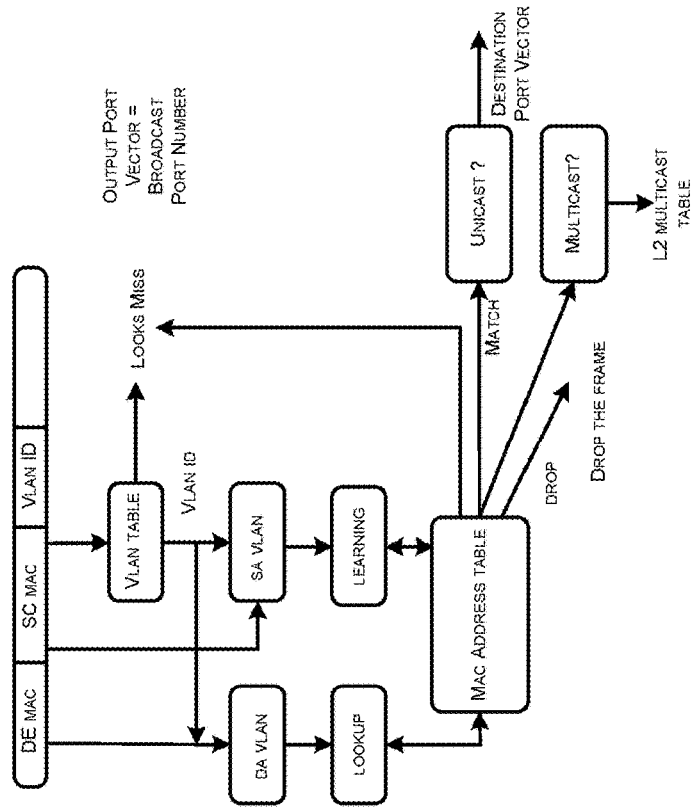 DE MAC
SC MAC
VLAN ID
VLAN TABLE
LOOKS MISS
OUTPUT PORT
VECTOR =
BROADCAST
PORT NUMBER
VLAN ID
DA VLAN
SA VLAN
LOOKUP
LEARNING
MAC ADDRESS TABLE
MATCH
UNICAST ?
DESTINATION
PORT VECTOR
MULTICAST?
L2 MULTICAST
TABLE
DROP
DROP THE FRAME